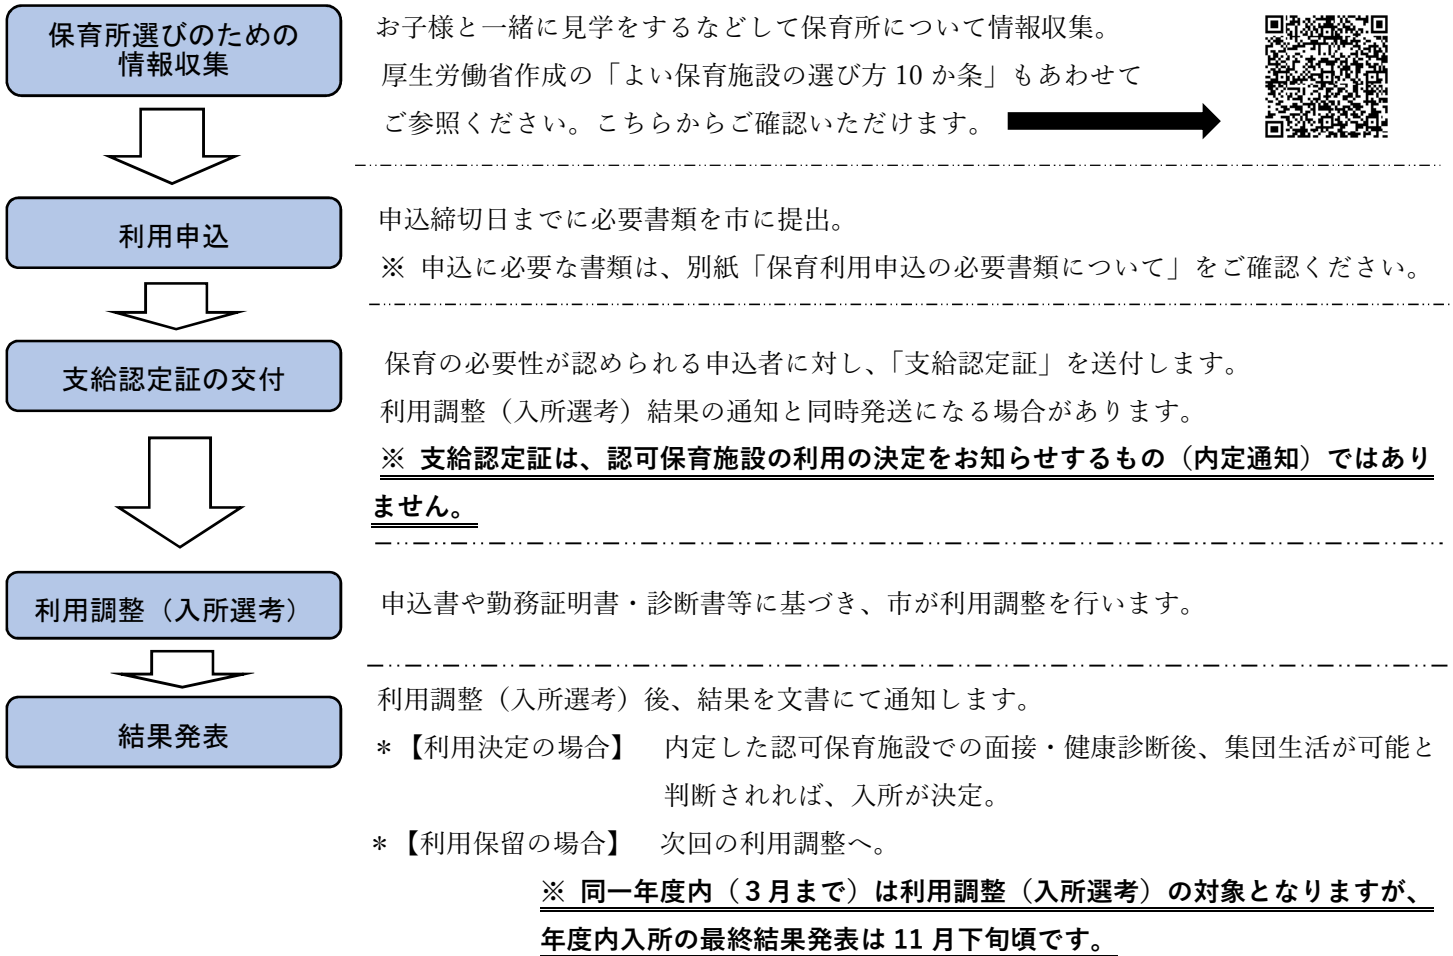 保育所選びのための
情報収集
お子様と一緒に見学をするなどして保育所について情報収集。
厚生労働省作成の「よい保育施設の選び方 10 か条」もあわせて
ご参照ください。こちらからご確認いただけます。
利用申込
申込締切日までに必要書類を市に提出。
※ 申込に必要な書類は、別紙「保育利用申込の必要書類について」をご確認ください。
支給認定証の交付
保育の必要性が認められる申込者に対し、「支給認定証」を送付します。
利用調整（入所選考）結果の通知と同時発送になる場合があります。
※ 支給認定証は、認可保育施設の利用の決定をお知らせするもの（内定通知）ではあり
ません。
利用調整（入所選考）
申込書や勤務証明書・診断書等に基づき、市が利用調整を行います。
結果発表
利用調整（入所選考）後、結果を文書にて通知します。
＊【利用決定の場合】 内定した認可保育施設での面接・健康診断後、集団生活が可能と
判断されれば、入所が決定。
＊【利用保留の場合】 次回の利用調整へ。
※ 同一年度内（３月まで）は利用調整（入所選考）の対象となりますが、
年度内入所の最終結果発表は 11 月下旬頃です。